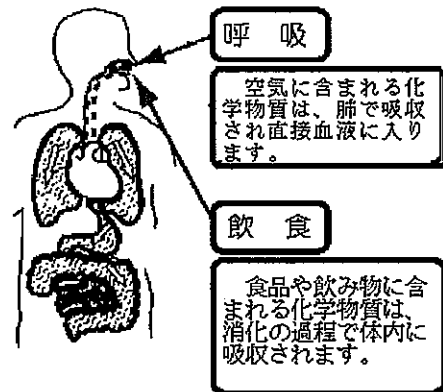 呼 吸
空気に含まれる化
学物質は、肺で吸収
され直接血液に入り
ます。
飲 食
食品や飲み物に含
まれる化学物質は、
消化の過程で体内に
吸収されます。